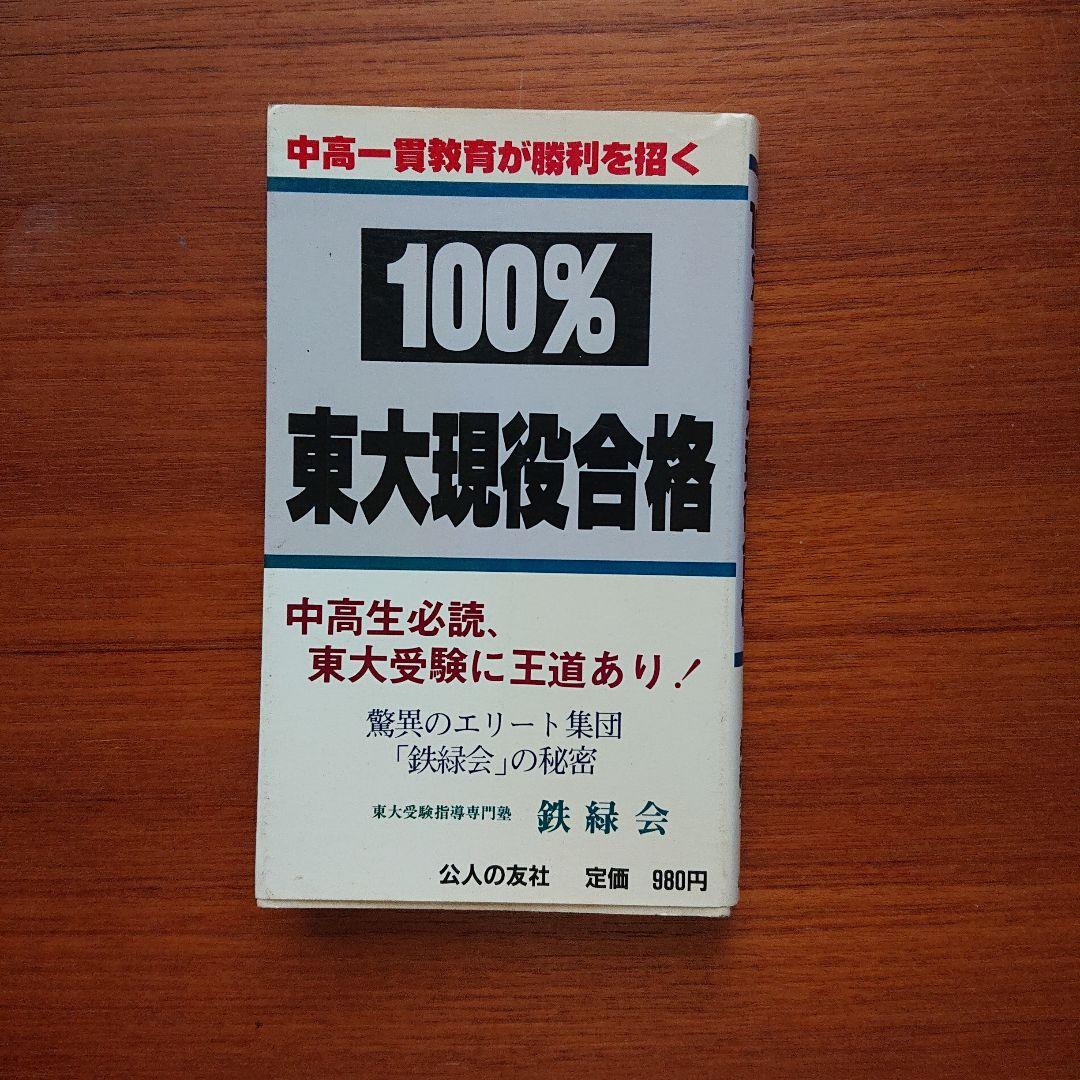 中高一貫教育が勝利を招く
100%
東大現役合格
中高生必読、
東大受験に王道あり!
驚異のエリート集団
「鉄緑会」の秘密
東大受験指導専門塾 鉄緑会
公人の友社 定価 980円